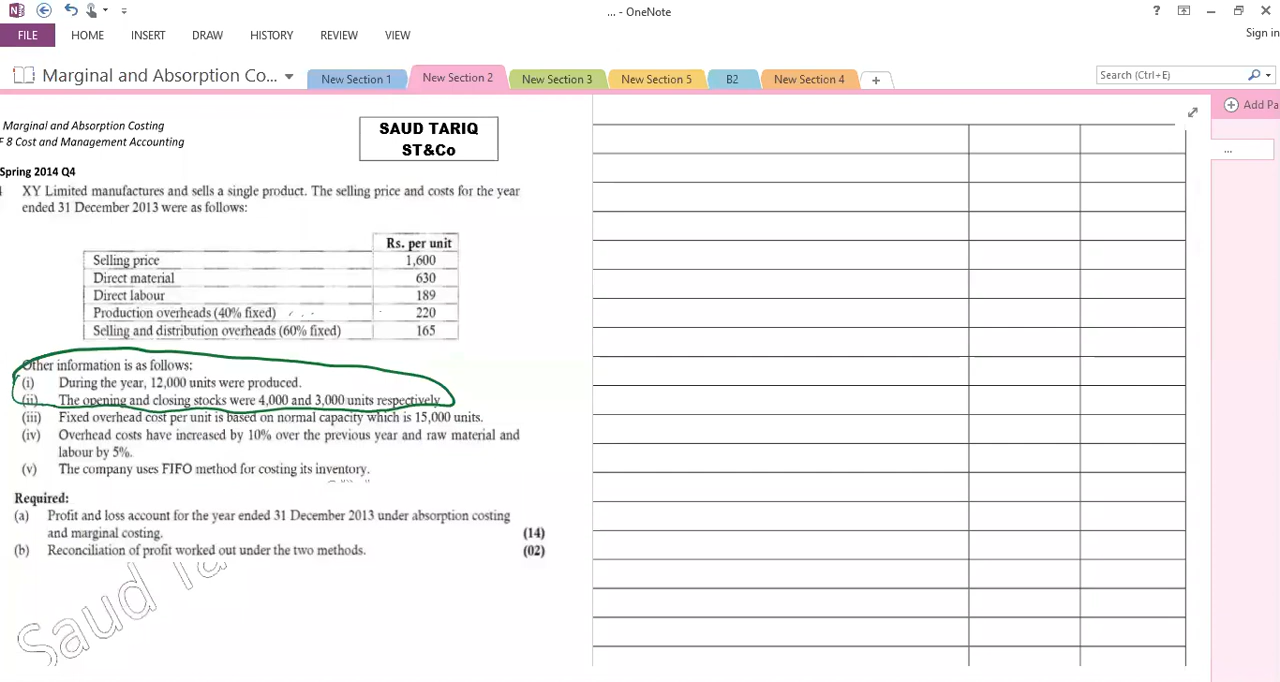 ... - OneNote
?
FILE HOME INSERT DRAW HISTORY REVIEW VIEW
Sign in
Marginal and Absorption Co... New Section 1 New Section 2 New Section 3 New Section 5 B2 New Section 4 +
Search (Ctrl+E)
Add Pa
...
Marginal and Absorption Costing
F 8 Cost and Management Accounting
SAUD TARIQ
ST&Co
Spring 2014 Q4
XY Limited manufactures and sells a single product. The selling price and costs for the year
ended 31 December 2013 were as follows:
Rs. per unit
Selling price 1,600
Direct material 630
Direct labour 189
Production overheads (40% fixed) 220
Selling and distribution overheads (60% fixed) 165
Other information is as follows:
(i) During the year, 12,000 units were produced.
(ii) The opening and closing stocks were 4,000 and 3,000 units respectively
(iii) Fixed overhead cost per unit is based on normal capacity which is 15,000 units.
(iv) Overhead costs have increased by 10% over the previous year and raw material and
labour by 5%.
(v) The company uses FIFO method for costing its inventory.
Required:
(a) Profit and loss account for the year ended 31 December 2013 under absorption costing
and marginal costing. (14)
(b) Reconciliation of profit worked out under the two methods. (02)
Saud